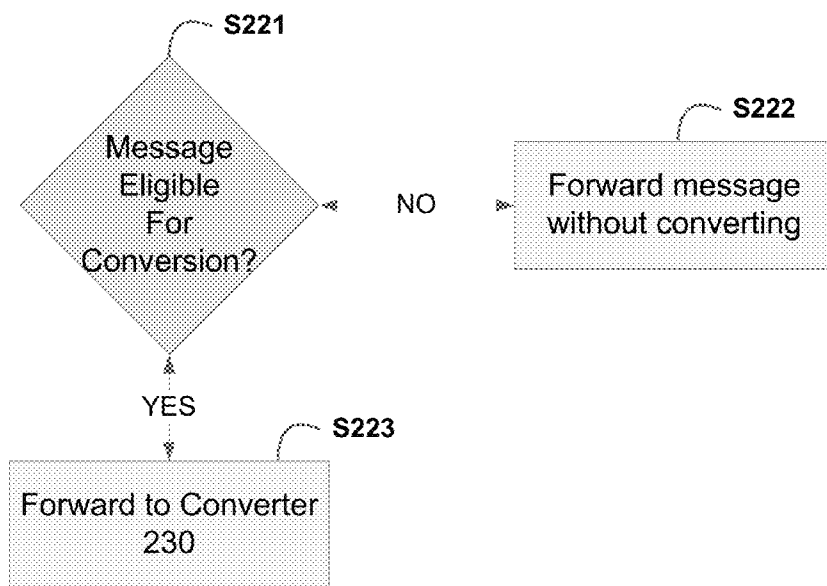 S221
Message
Eligible
For
Conversion?
NO
S222
Forward message
without converting
YES
S223
Forward to Converter
230